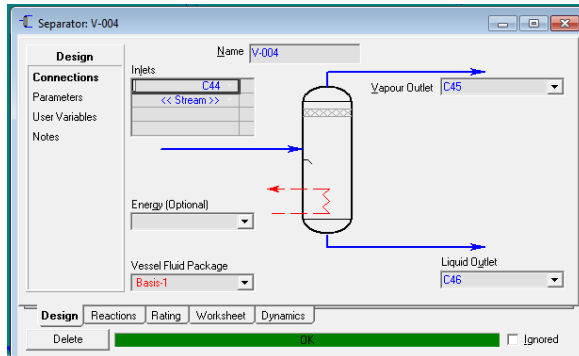 Separator: V-004
Design
Connections
Parameters
User Variables
Notes
Name V-004
Inlets
C44
<< Stream >>
Vapour Outlet C45
Energy (Optional)
Vessel Fluid Package
Basis-1
Liquid Outlet
C46
Design Reactions Rating Worksheet Dynamics
Delete OK Ignored